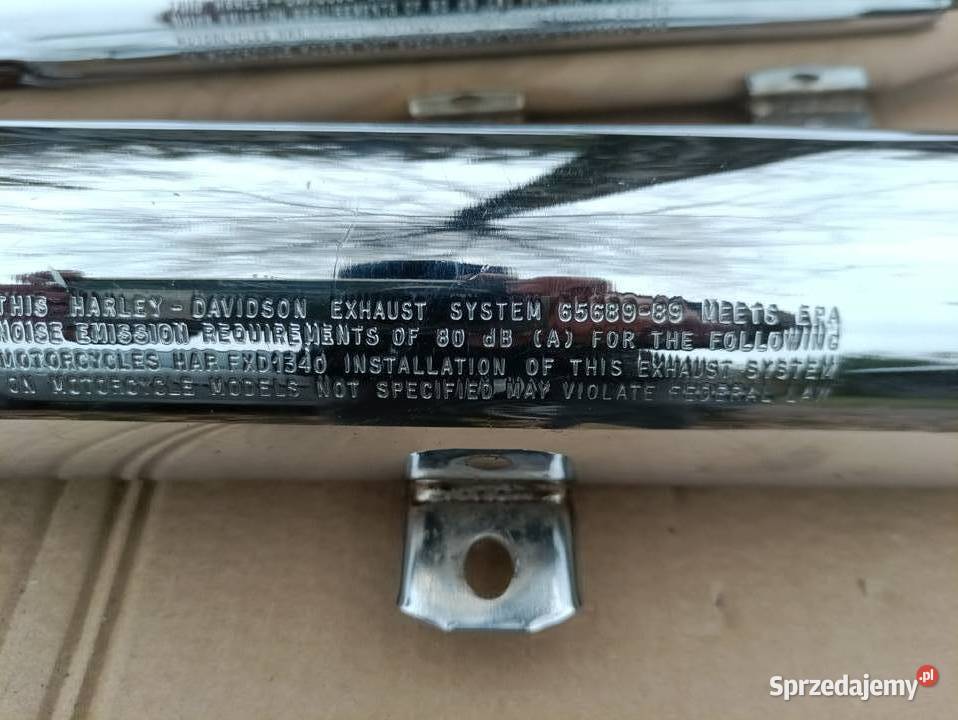 THIS HARLEY-DAVIDSON EXHAUST SYSTEM 65689-89 MEETS EPA
NOISE EMISSION REQUIREMENTS OF 80 dB (A) FOR THE FOLLOWING
MOTORCYCLES HAR FXD1340 INSTALLATION OF THIS EXHAUST SYSTEM
ON MOTORCYCLE MODELS NOT SPECIFIED MAY VIOLATE FEDERAL LAW
Sprzedajemy.pl